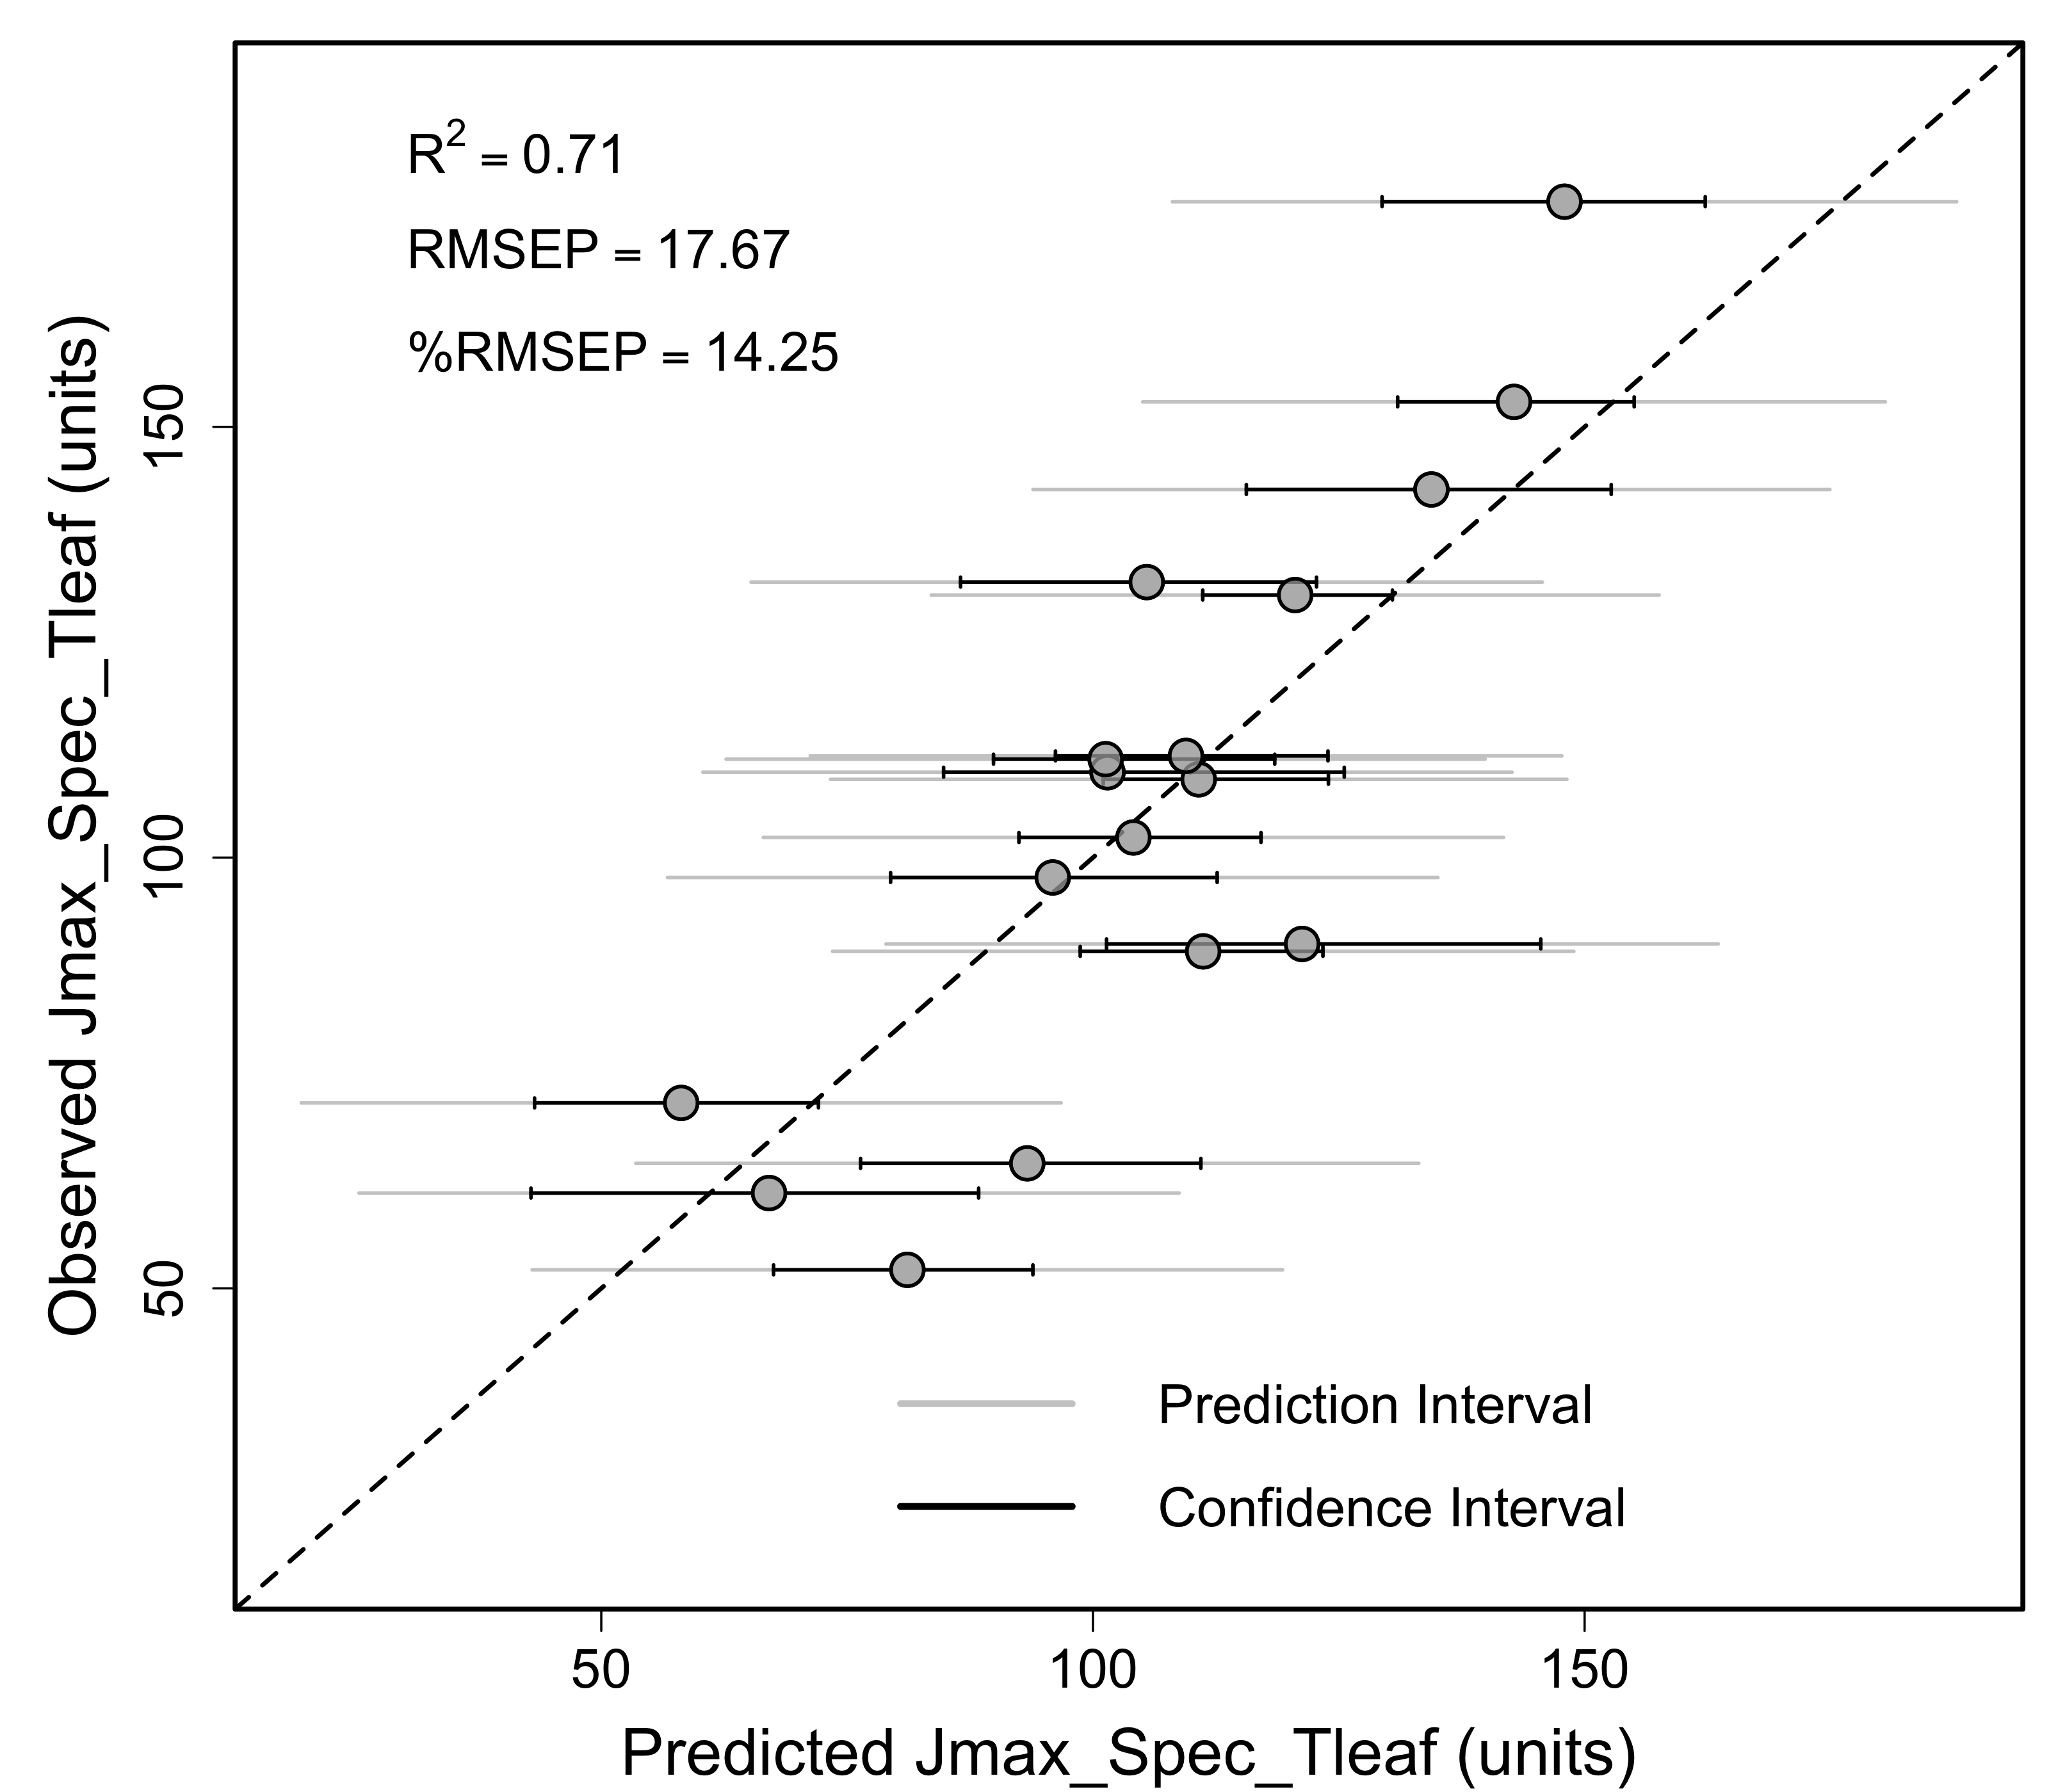 R² = 0.71
RMSEP = 17.67
%RMSEP = 14.25
Observed Jmax_Spec_Tleaf (units)
150
100
50
Prediction Interval
Confidence Interval
50 100 150
Predicted Jmax_Spec_Tleaf (units)